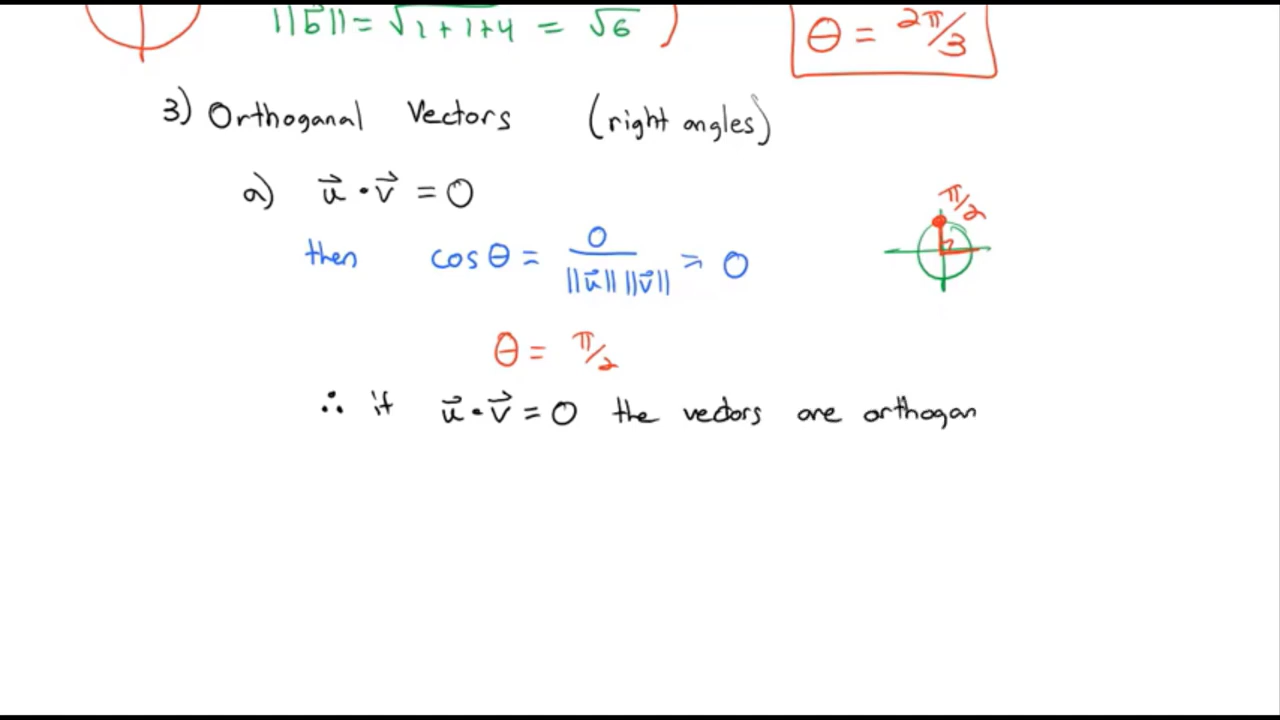 ||b⃗|| = √1+1+4 = √6 )
θ = 2π/3
3) Orthoganal Vectors (right angles)
a) u⃗ · v⃗ = 0
π/2
then cos θ = 0 / ||u⃗|| ||v⃗|| = 0
θ = π/2
∴ if u⃗ · v⃗ = 0 the vectors are orthogan